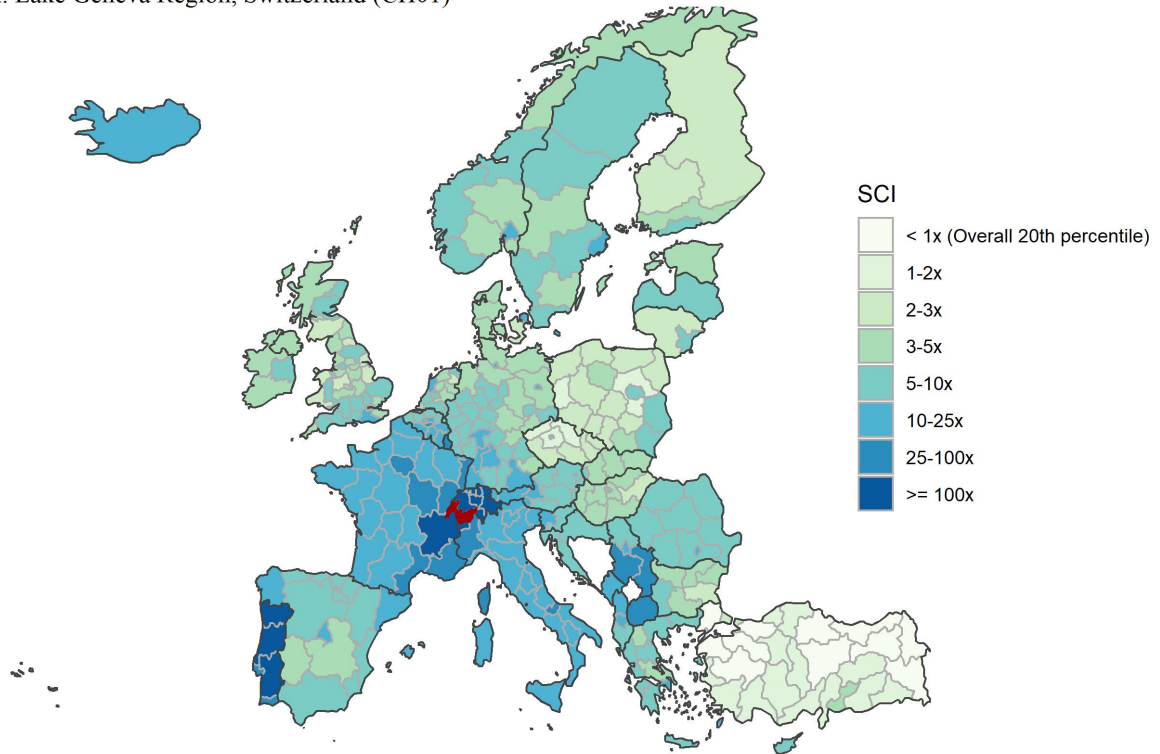 Lake Geneva Region, Switzerland (CH01)
SCI
< 1x (Overall 20th percentile)
1-2x
2-3x
3-5x
5-10x
10-25x
25-100x
>= 100x